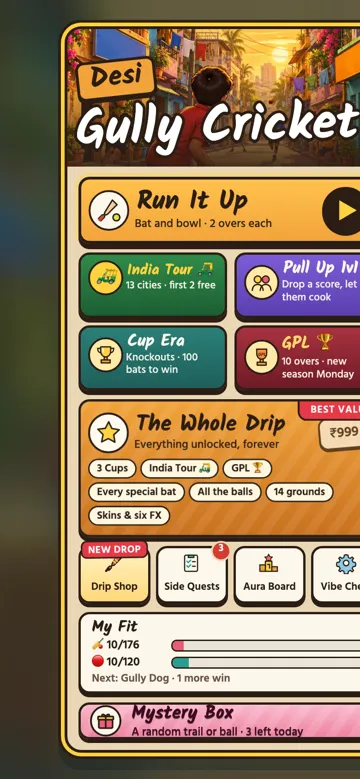 Desi
Gully Cricket
Run It Up
Bat and bowl · 2 overs each
India Tour 🛺
13 cities · first 2 free
Pull Up 1v1
Drop a score, let
them cook
Cup Era
Knockouts · 100
bats to win
GPL 🏆
10 overs · new
season Monday
BEST VALU
The Whole Drip
Everything unlocked, forever
₹999
3 Cups
India Tour 🛺
GPL 🏆
Every special bat
All the balls
14 grounds
Skins & six FX
NEW DROP
Drip Shop
3
Side Quests
Aura Board
Vibe Che
My Fit
🏏 10/176
🔴 10/120
Next: Gully Dog · 1 more win
Mystery Box
A random trail or ball · 3 left today